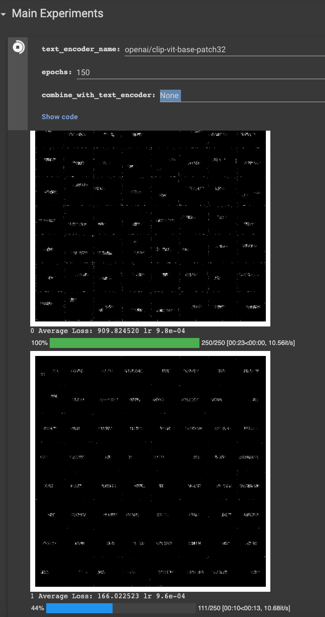 Main Experiments
text_encoder_name: openai/clip-vit-base-patch32
epochs: 150
combine_with_text_encoder: None
Show code
0 Average Loss: 909.824520 lr 9.8e-04
100% 250/250 [00:23<00:00, 10.56it/s]
1 Average Loss: 166.022523 lr 9.6e-04
44% 111/250 [00:10<00:13, 10.68it/s]